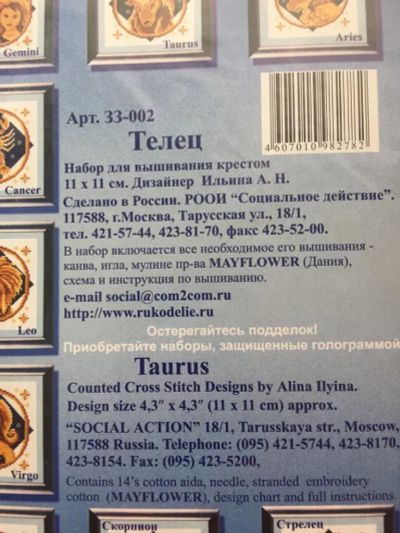 Gemini
Taurus
Aries
Арт. ЗЗ-002
Телец
4607010982782
Набор для вышивания крестом
11 х 11 см. Дизайнер Ильина А. Н.
Сделано в России. РООИ “Социальное действие”.
117588, г.Москва, Тарусская ул., 18/1,
тел. 421-57-44, 423-81-70, факс 423-52-00.
В набор включается все необходимое его вышивания -
канва, игла, мулине пр-ва MAYFLOWER (Дания),
схема и инструкция по вышиванию.
e-mail social@com2com.ru
http://www.rukodelie.ru
Остерегайтесь подделок!
Приобретайте наборы, защищенные голограммой
Taurus
Counted Cross Stitch Designs by Alina Ilyina.
Design size 4,3″ x 4,3″ (11 x 11 cm) approx.
“SOCIAL ACTION” 18/1, Tarusskaya str., Moscow,
117588 Russia. Telephone: (095) 421-5744, 423-8170,
423-8154. Fax: (095) 423-5200,
Contains 14’s cotton aida, needle, stranded embroidery
cotton (MAYFLOWER), design chart and full instructions.
Cancer
Leo
Virgo
Скорпион
Стрелец